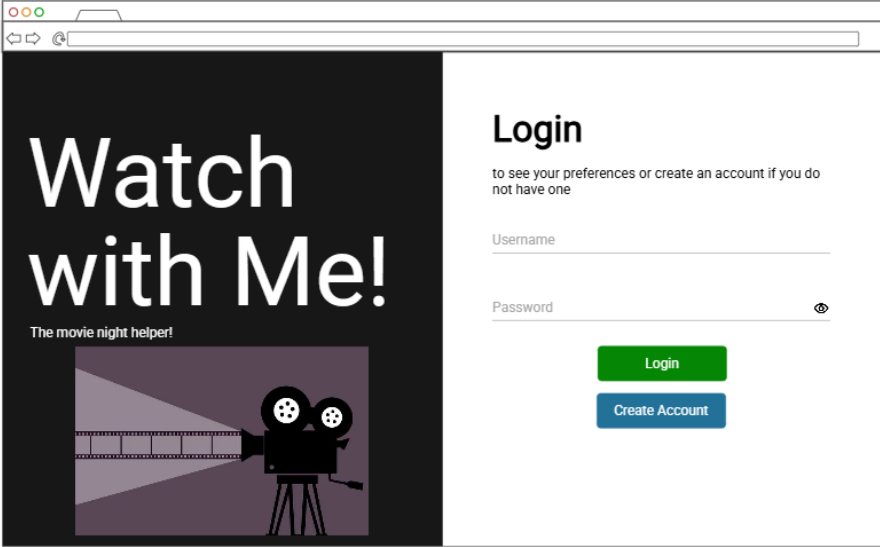 Watch
with Me!
The movie night helper!
Login
to see your preferences or create an account if you do
not have one
Username
Password
Login
Create Account